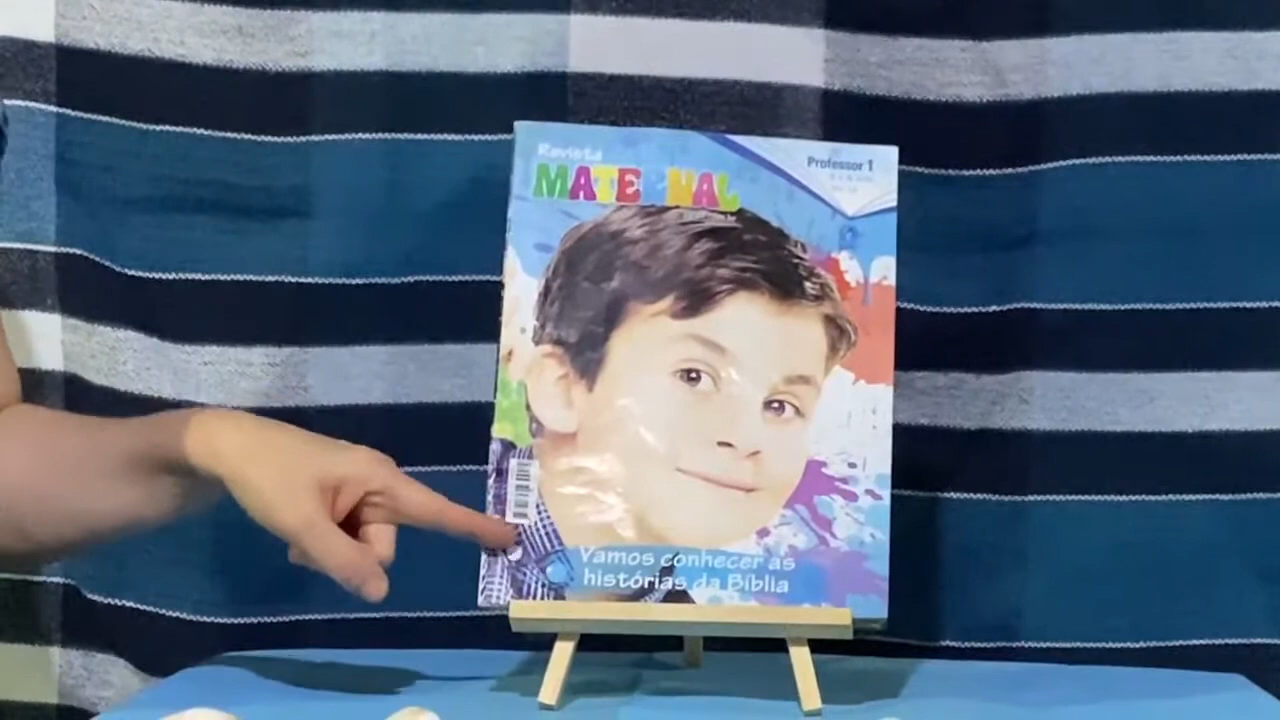 Revista
MATERNAL
Professor 1
Vamos conhecer as
histórias da Bíblia